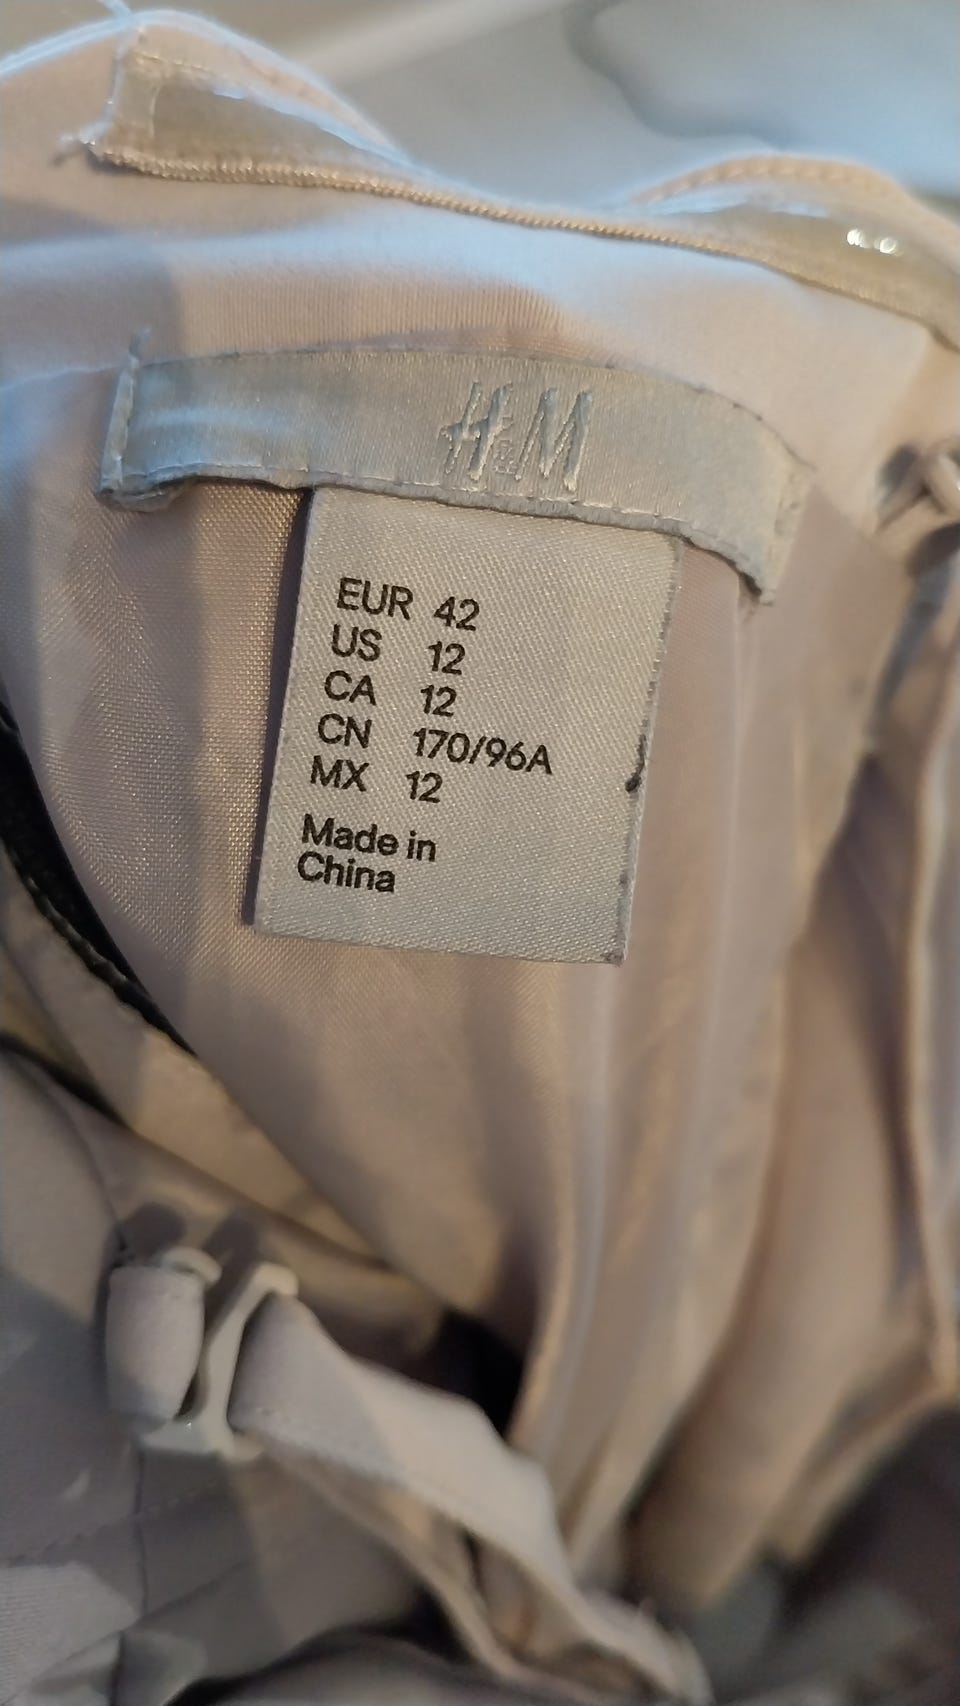 H&M
EUR 42
US 12
CA 12
CN 170/96A
MX 12
Made in
China